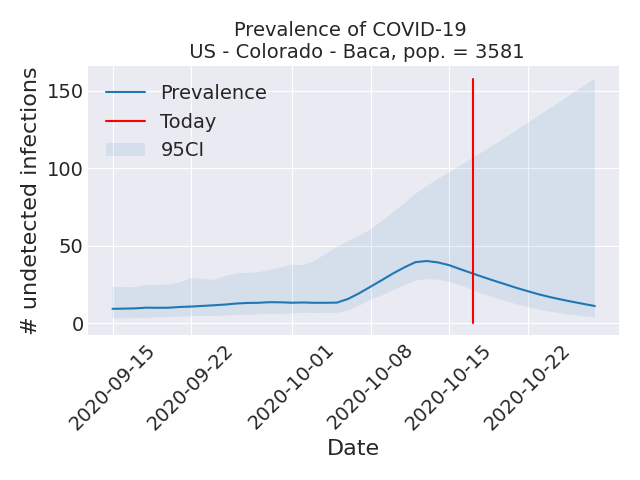 Prevalence of COVID-19
US - Colorado - Baca, pop. = 3581
# undetected infections
150
100
50
0
Prevalence
Today
95CI
2020-09-15
2020-09-22
2020-10-01
2020-10-08
2020-10-15
2020-10-22
Date